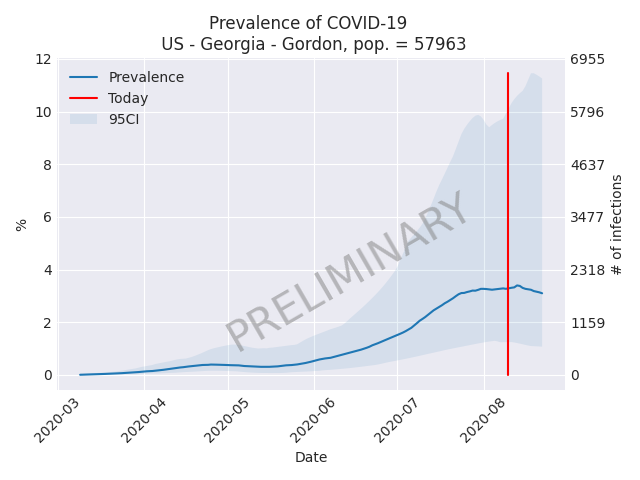 Prevalence of COVID-19
US - Georgia - Gordon, pop. = 57963
12
10
8
6
4
2
0
%
6955
5796
4637
3477
2318
1159
0
# of infections
Prevalence
Today
95CI
PRELIMINARY
2020-03
2020-04
2020-05
2020-06
2020-07
2020-08
Date